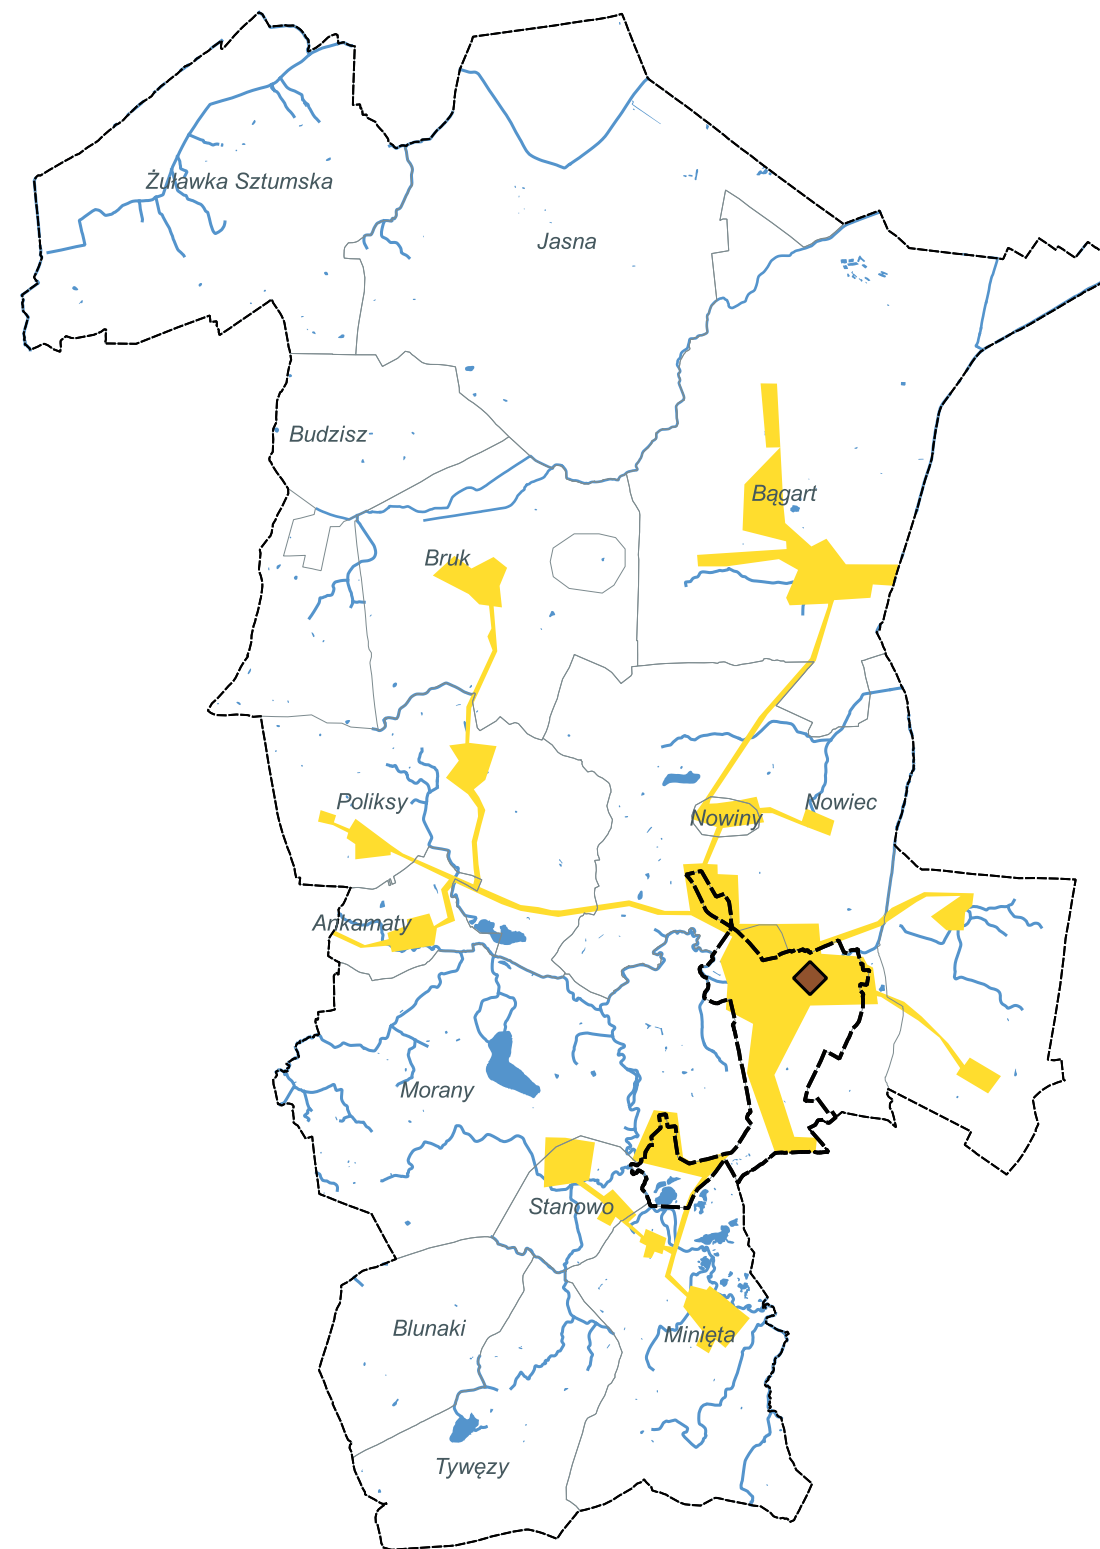 Żuławka Sztumska
Jasna
Budzisz
Bągart
Bruk
Poliksy
Nowiec
Nowiny
Ankamaty
Morany
Stanowo
Blunaki
Minięta
Tywęzy